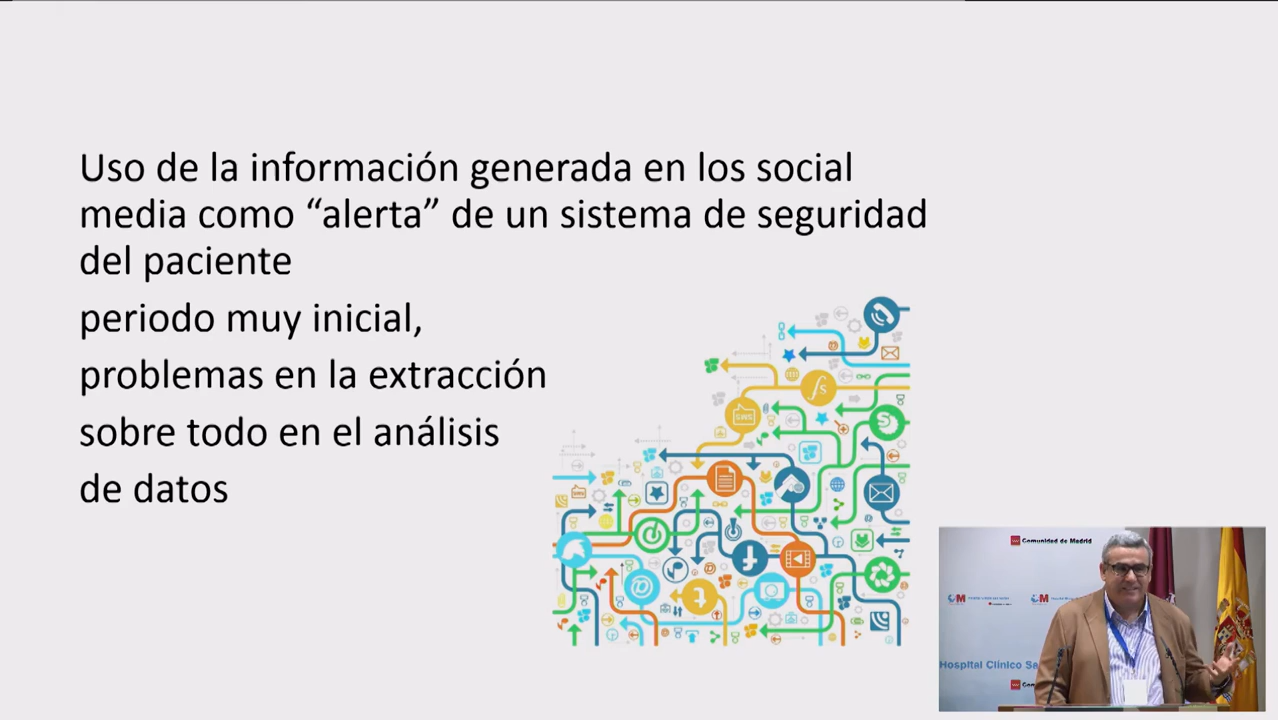 Uso de la información generada en los social
media como “alerta” de un sistema de seguridad
del paciente
periodo muy inicial,
problemas en la extracción
sobre todo en el análisis
de datos
SMS
Comunidad de Madrid
Hospital Clínico Sa